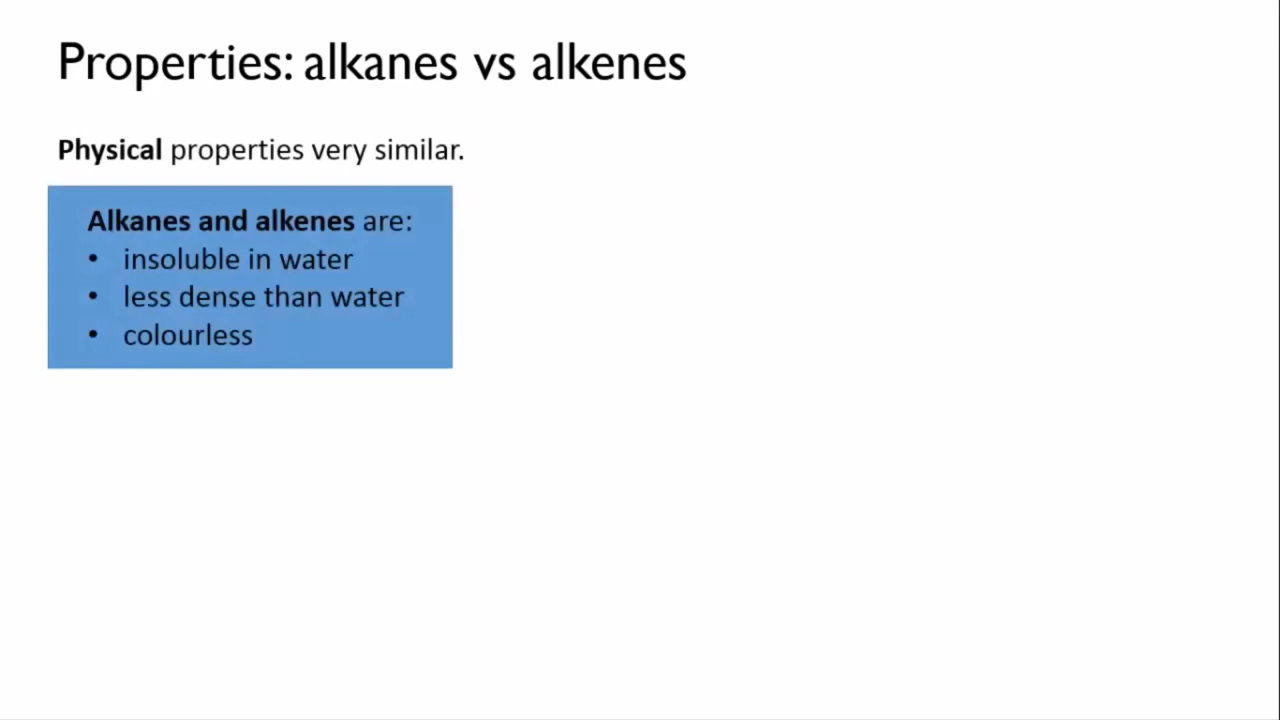 Properties: alkanes vs alkenes
Physical properties very similar.
Alkanes and alkenes are:
• insoluble in water
• less dense than water
• colourless